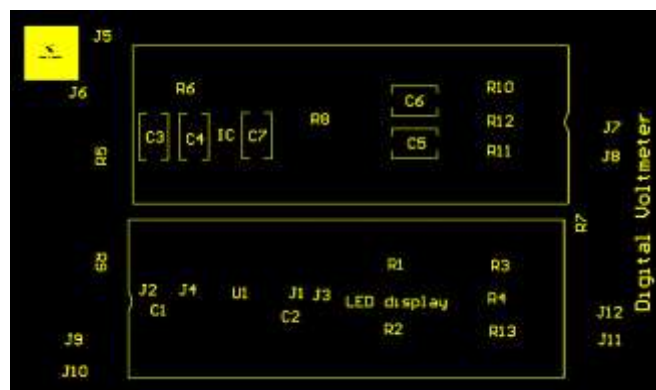 J5
J6
R6
C6
R10
R8
R12
J7
C3
C4
IC
C7
C5
R11
J8
R5
Digital Voltmeter
R7
R9
R1
R3
J2
J4
U1
J1
J3
LED display
R4
C1
C2
J12
R2
R13
J9
J11
J10